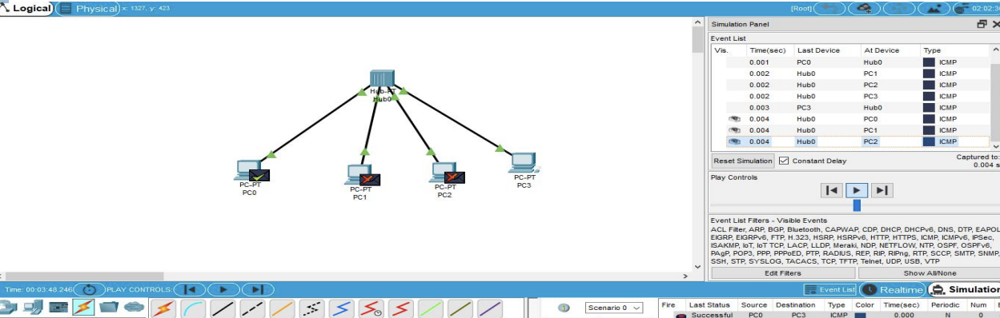 Logical Physical x: 1327, y: 423 [Root] 02:02:3
Simulation Panel
Event List
Vis. Time(sec) Last Device At Device Type
0.001 PC0 Hub0 ICMP
0.002 Hub0 PC1 ICMP
0.002 Hub0 PC2 ICMP
0.002 Hub0 PC3 ICMP
0.003 PC3 Hub0 ICMP
0.004 Hub0 PC0 ICMP
0.004 Hub0 PC1 ICMP
0.004 Hub0 PC2 ICMP
Reset Simulation Constant Delay Captured to:
0.004 s
Play Controls
Event List Filters - Visible Events
ACL Filter, ARP, BGP, Bluetooth, CAPWAP, CDP, DHCP, DHCPv6, DNS, DTP, EAPOL
EIGRP, EIGRPv6, FTP, H.323, HSRP, HSRPv6, HTTP, HTTPS, ICMP, ICMPv6, IPSec,
ISAKMP, IoT, IoT TCP, LACP, LLDP, Meraki, NDP, NETFLOW, NTP, OSPF, OSPFv6,
PAgP, POP3, PPP, PPPoED, PTP, RADIUS, REP, RIP, RIPng, RTP, SCCP, SMTP, SNMP,
SSH, STP, SYSLOG, TACACS, TCP, TFTP, Telnet, UDP, USB, VTP
Edit Filters Show All/None
Hub-PT
Hub0
PC-PT
PC0
PC-PT
PC1
PC-PT
PC2
PC-PT
PC3
Time: 00:03:48.246 PLAY CONTROLS: Event List Realtime Simulation
Scenario 0
Fire Last Status Source Destination Type Color Time(sec) Periodic Num E
Successful PC0 PC3 ICMP 0.000 N 0